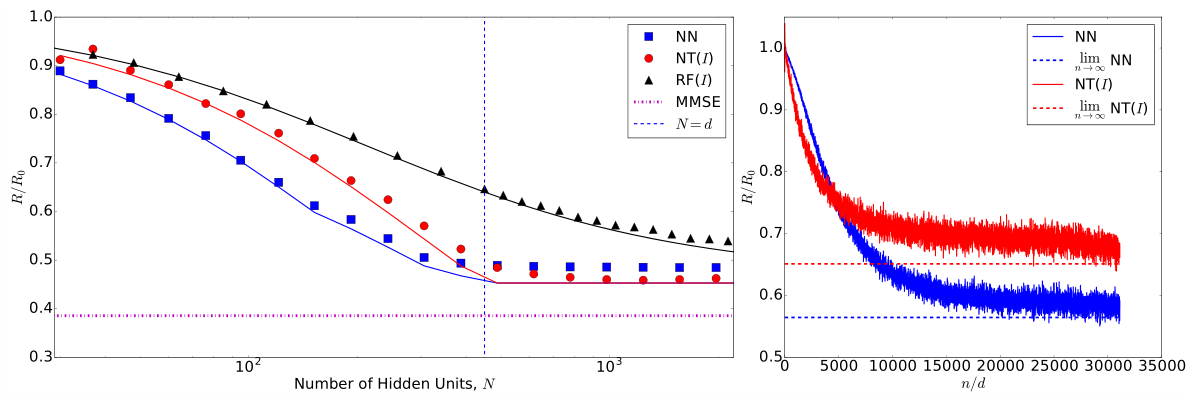 1.0
0.9
0.8
0.7
0.6
0.5
0.4
0.3
R/R₀
10² 10³
Number of Hidden Units, N
NN
NT(I)
RF(I)
MMSE
N = d
1.0
0.9
0.8
0.7
0.6
0.5
R/R₀
0 5000 10000 15000 20000 25000 30000 35000
n/d
NN
lim n→∞ NN
NT(I)
lim n→∞ NT(I)